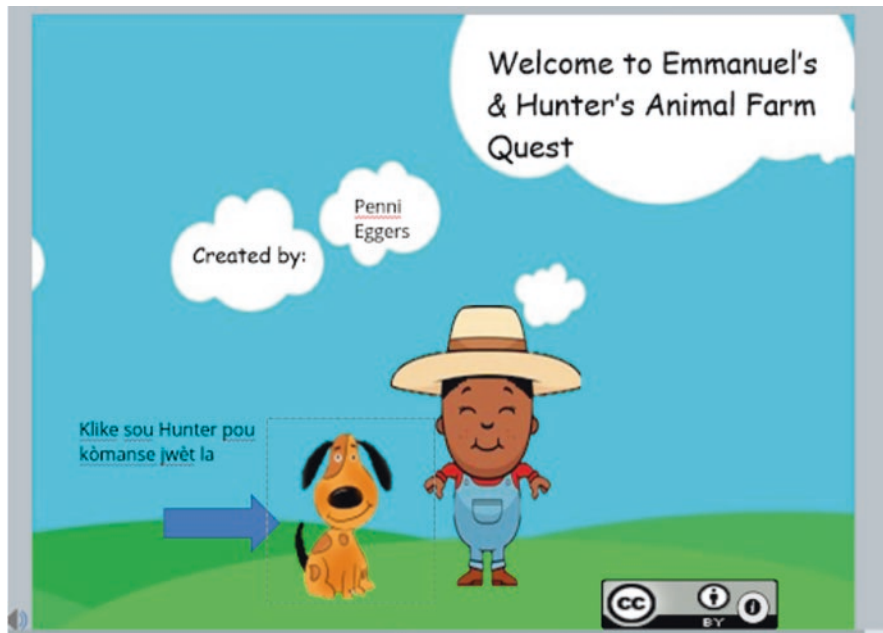 Welcome to Emmanuel's
& Hunter's Animal Farm
Quest
Created by:
Penni
Eggers
Klike sou Hunter pou
kòmanse jwèt la
cc
BY